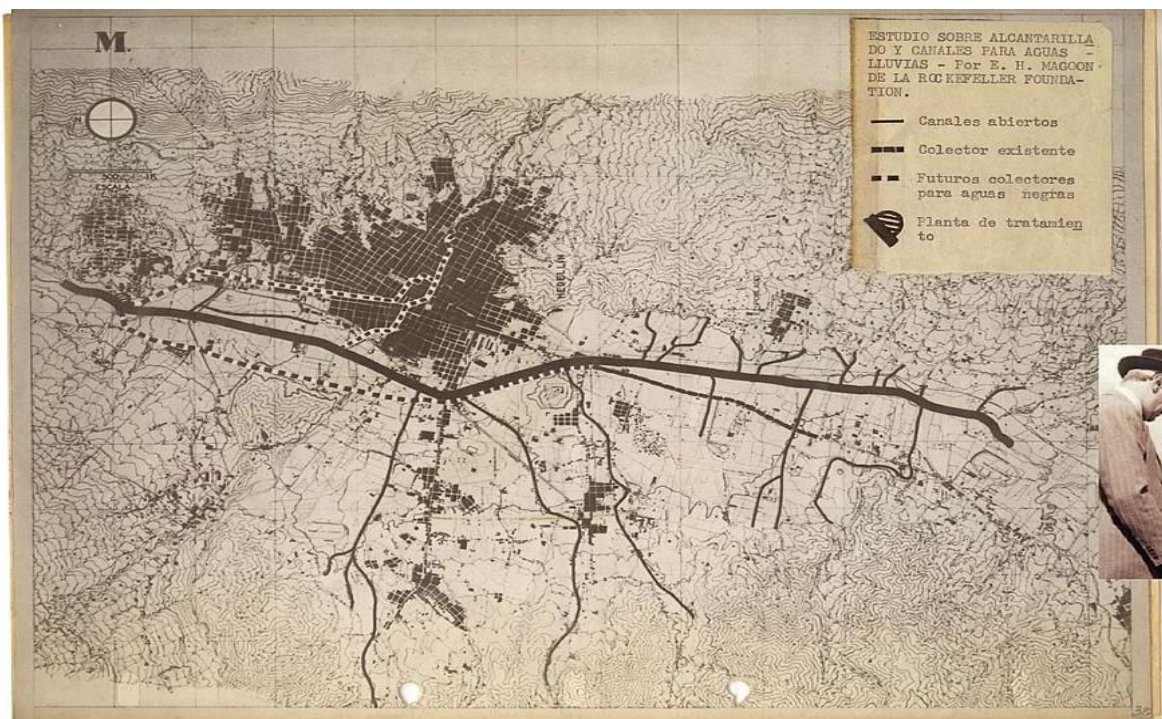 M.
ESTUDIO SOBRE ALCANTARILLA
DO Y CANALES PARA AGUAS -
LLUVIAS - Por E. H. MAGOON
DE LA ROCKEFELLER FOUNDA-
TION.
Canales abiertos
Colector existente
Futuros colectores
para aguas negras
Planta de tratamien
to
N
ESCALA
MEDELLIN